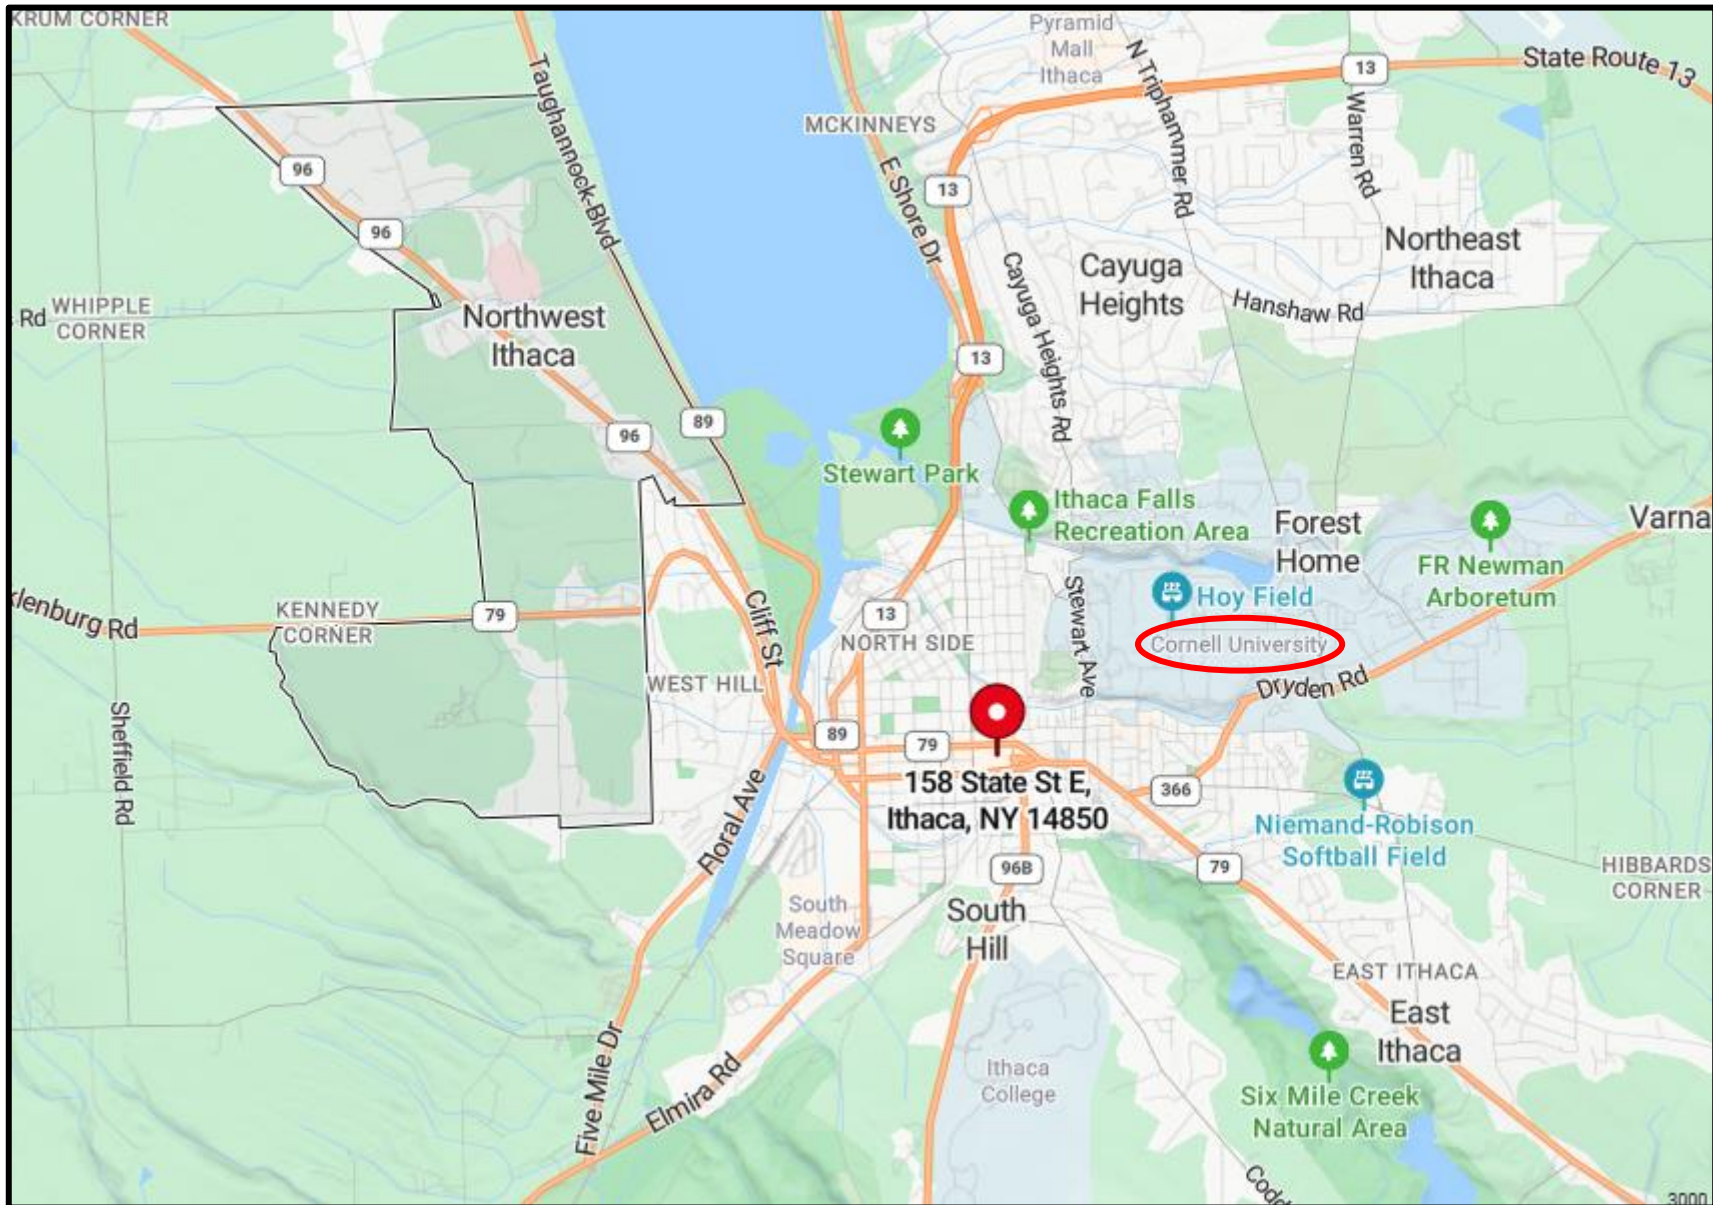 KRUM CORNER
Pyramid
Mall
Ithaca
State Route 13
13
Taughannock Blvd
N Triphammer Rd
Warren Rd
MCKINNEYS
96
E Shore Dr
13
96
Northeast
Ithaca
Cayuga
Heights
Cayuga Heights Rd
Hanshaw Rd
Rd
WHIPPLE
CORNER
Northwest
Ithaca
13
89
96
Stewart Park
Ithaca Falls
Recreation Area
Forest
Home
Varna
FR Newman
Arboretum
Hoy Field
Cornell University
Stewart Ave
Dryden Rd
klenburg Rd
KENNEDY
CORNER
79
Cliff St
13
NORTH SIDE
WEST HILL
Sheffield Rd
89
79
158 State St E,
Ithaca, NY 14850
366
Niemand-Robison
Softball Field
Floral Ave
96B
79
HIBBARDS
CORNER
South
Meadow
Square
South
Hill
EAST ITHACA
East
Ithaca
Five Mile Dr
Elmira Rd
Ithaca
College
Six Mile Creek
Natural Area
Codd
3000